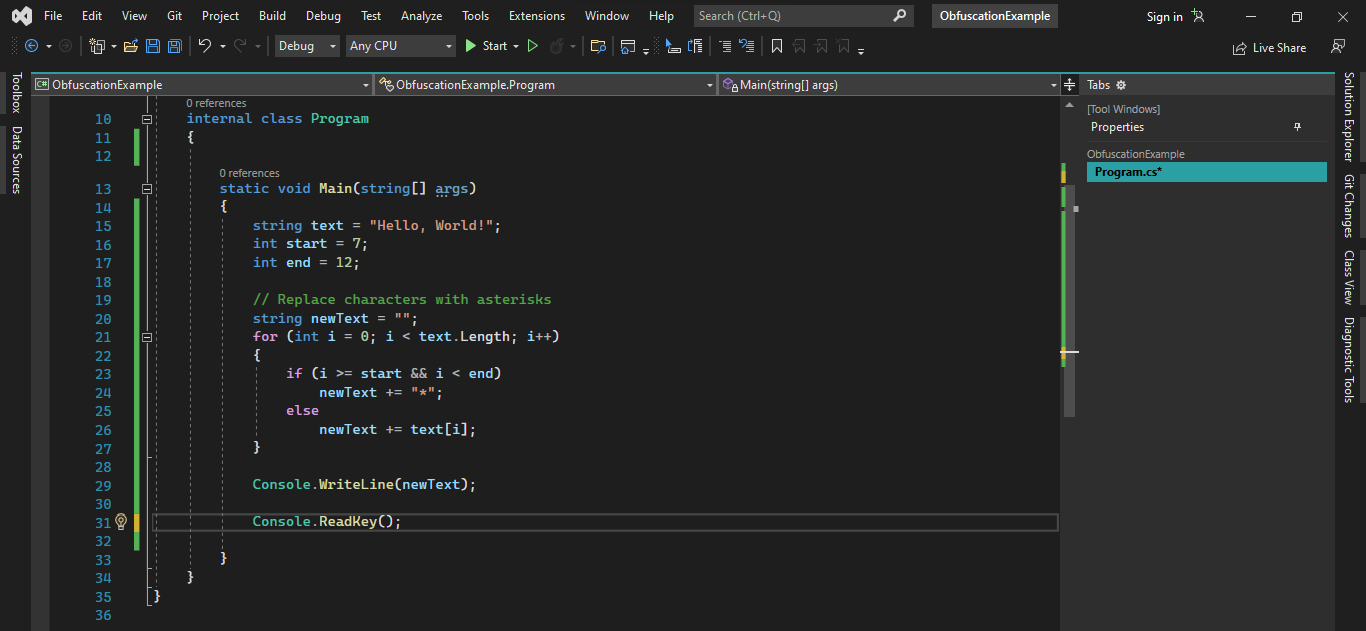 File Edit View Git Project Build Debug Test Analyze Tools Extensions Window Help Search (Ctrl+Q) ObfuscationExample Sign in
Debug Any CPU Start Live Share
Toolbox
Data Sources
C# ObfuscationExample ObfuscationExample.Program Main(string[] args)
0 references
10 internal class Program
11 {
12
0 references
13 static void Main(string[] args)
14 {
15 string text = "Hello, World!";
16 int start = 7;
17 int end = 12;
18
19 // Replace characters with asterisks
20 string newText = "";
21 for (int i = 0; i < text.Length; i++)
22 {
23 if (i >= start && i < end)
24 newText += "*";
25 else
26 newText += text[i];
27 }
28
29 Console.WriteLine(newText);
30
31 Console.ReadKey();
32
33 }
34 }
35 }
36
Tabs
[Tool Windows]
Properties
ObfuscationExample
Program.cs*
Solution Explorer
Git Changes
Class View
Diagnostic Tools